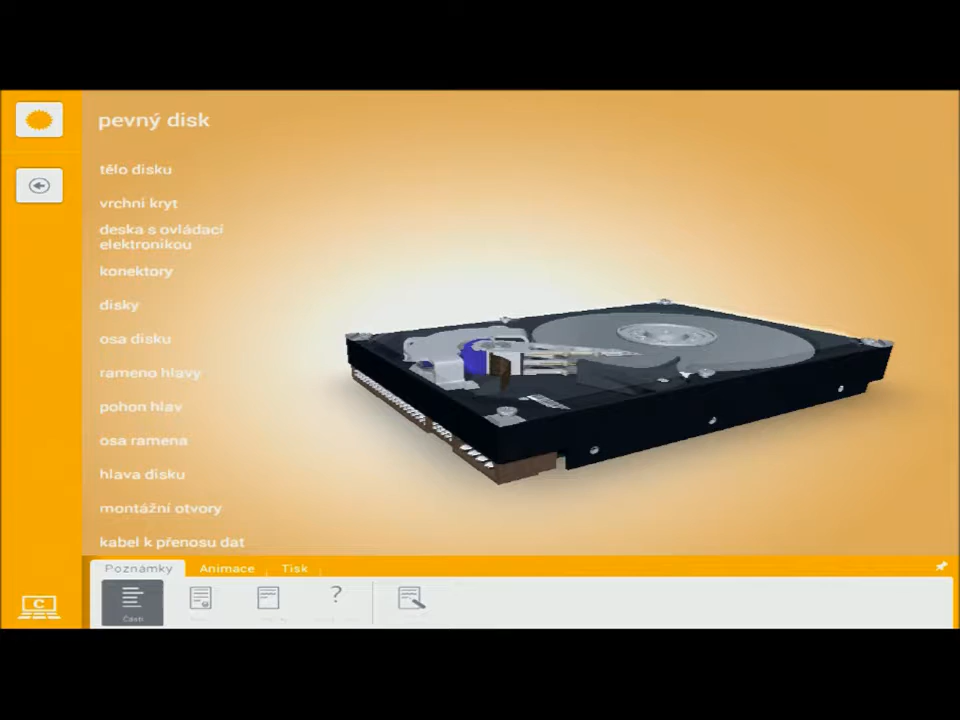 pevný disk
tělo disku
vrchní kryt
deska s ovládací
elektronikou
konektory
disky
osa disku
rameno hlavy
pohon hlav
osa ramena
hlava disku
montážní otvory
kabel k přenosu dat
Poznámky
Animace
Tisk
Části
?
C